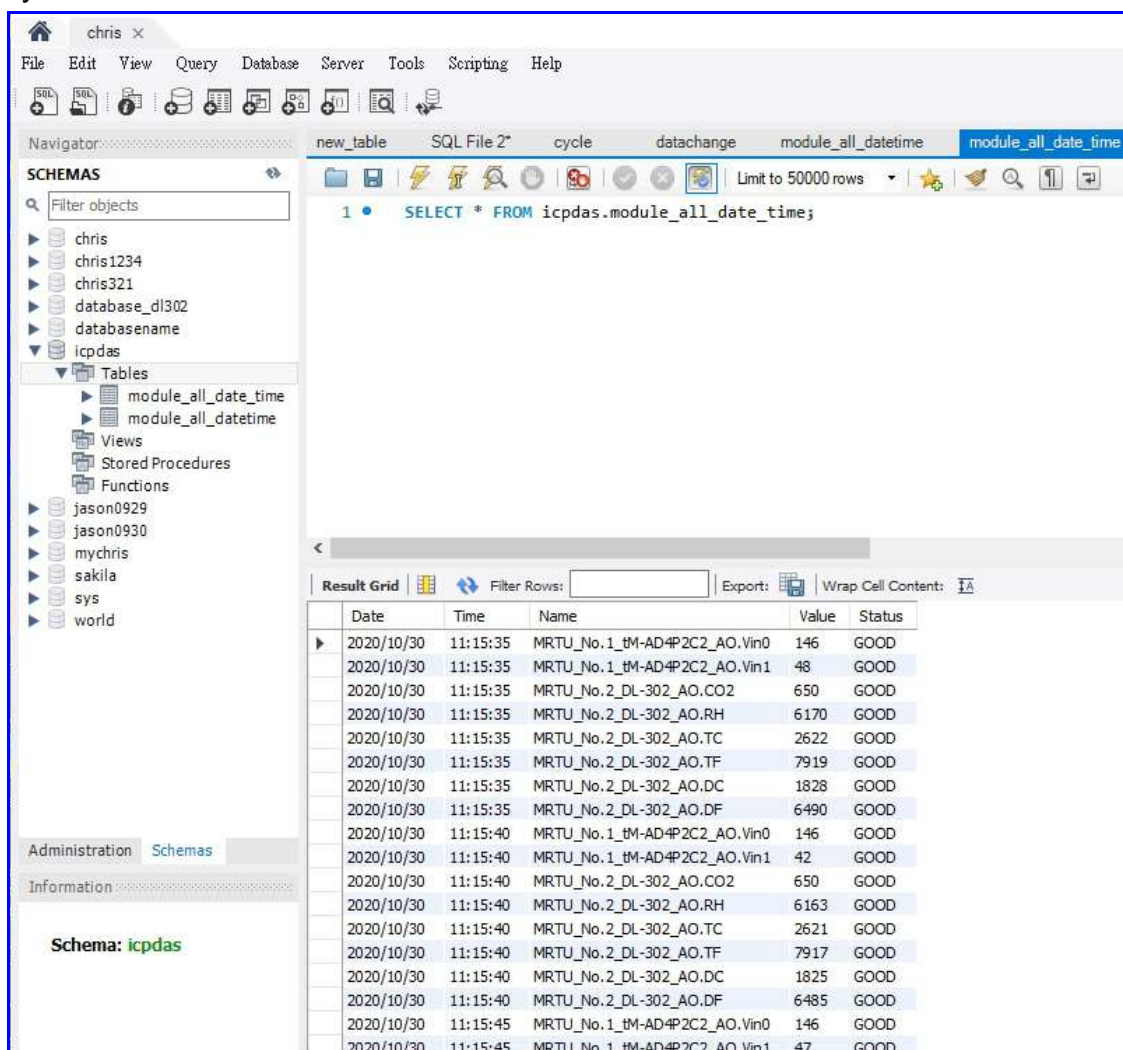 chris ×
File Edit View Query Database Server Tools Scripting Help
Navigator
SCHEMAS
Filter objects
chris
chris1234
chris321
database_dl302
databasename
icpdas
Tables
module_all_date_time
module_all_datetime
Views
Stored Procedures
Functions
jason0929
jason0930
mychris
sakila
sys
world
Administration Schemas
Information
Schema: icpdas
new_table SQL File 2* cycle datachange module_all_datetime module_all_date_time
Limit to 50000 rows
1 SELECT * FROM icpdas.module_all_date_time;
Result Grid Filter Rows: Export: Wrap Cell Content:
Date Time Name Value Status
2020/10/30 11:15:35 MRTU_No.1_tM-AD4P2C2_AO.Vin0 146 GOOD
2020/10/30 11:15:35 MRTU_No.1_tM-AD4P2C2_AO.Vin1 48 GOOD
2020/10/30 11:15:35 MRTU_No.2_DL-302_AO.CO2 650 GOOD
2020/10/30 11:15:35 MRTU_No.2_DL-302_AO.RH 6170 GOOD
2020/10/30 11:15:35 MRTU_No.2_DL-302_AO.TC 2622 GOOD
2020/10/30 11:15:35 MRTU_No.2_DL-302_AO.TF 7919 GOOD
2020/10/30 11:15:35 MRTU_No.2_DL-302_AO.DC 1828 GOOD
2020/10/30 11:15:35 MRTU_No.2_DL-302_AO.DF 6490 GOOD
2020/10/30 11:15:40 MRTU_No.1_tM-AD4P2C2_AO.Vin0 146 GOOD
2020/10/30 11:15:40 MRTU_No.1_tM-AD4P2C2_AO.Vin1 42 GOOD
2020/10/30 11:15:40 MRTU_No.2_DL-302_AO.CO2 650 GOOD
2020/10/30 11:15:40 MRTU_No.2_DL-302_AO.RH 6163 GOOD
2020/10/30 11:15:40 MRTU_No.2_DL-302_AO.TC 2621 GOOD
2020/10/30 11:15:40 MRTU_No.2_DL-302_AO.TF 7917 GOOD
2020/10/30 11:15:40 MRTU_No.2_DL-302_AO.DC 1825 GOOD
2020/10/30 11:15:40 MRTU_No.2_DL-302_AO.DF 6485 GOOD
2020/10/30 11:15:45 MRTU_No.1_tM-AD4P2C2_AO.Vin0 146 GOOD
2020/10/30 11:15:45 MRTU_No.1_tM-AD4P2C2_AO.Vin1 47 GOOD